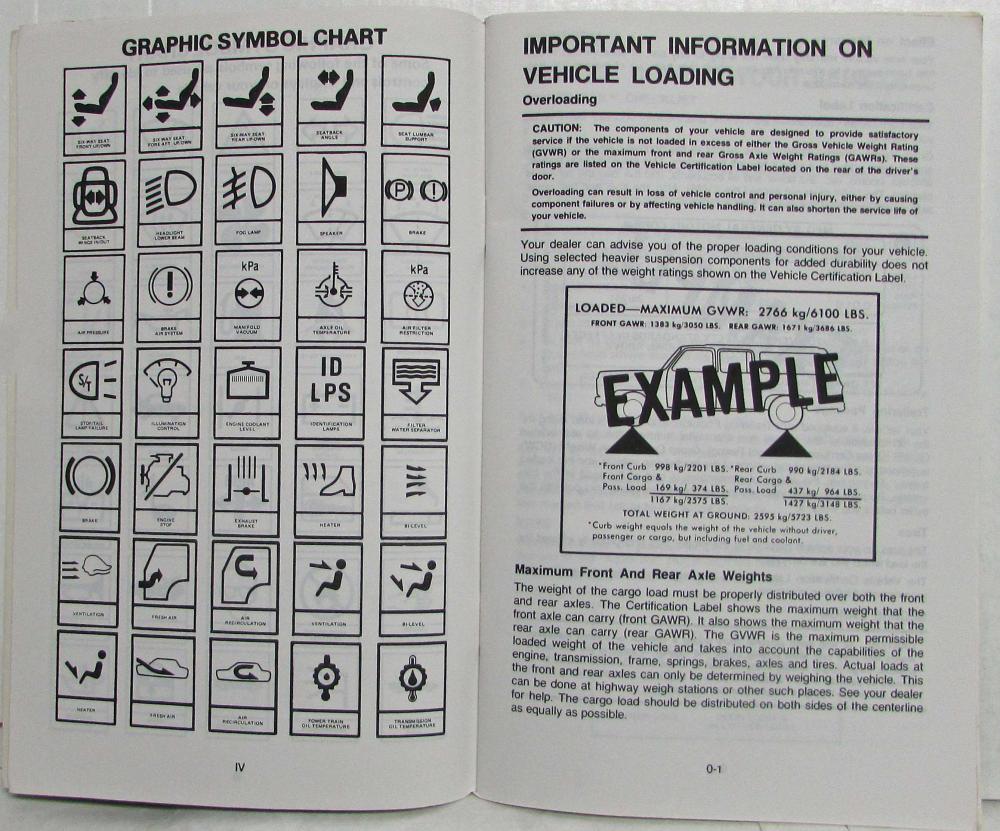 GRAPHIC SYMBOL CHART
SIX-WAY SEAT
FRONT UP/DOWN
SIX-WAY SEAT
FORE/AFT. UP/DOWN
SIX-WAY SEAT
REAR UP/DOWN
SEATBACK
ANGLE
SEAT LUMBAR
SUPPORT
P !
SEATBACK
WINGS IN/OUT
HEADLIGHT
LOWER BEAM
FOG LAMP
SPEAKER
BRAKE
!
kPa
kPa
AIR PRESSURE
BRAKE
AIR SYSTEM
MANIFOLD
VACUUM
AXLE OIL
TEMPERATURE
AIR FILTER
RESTRICTION
S/T
ID
LPS
STOP/TAIL
LAMP FAILURE
ILLUMINATION
CONTROL
ENGINE COOLANT
LEVEL
IDENTIFICATION
LAMPS
FILTER
WATER SEPARATOR
BRAKE
ENGINE
STOP
EXHAUST
BRAKE
HEATER
BI-LEVEL
VENTILATION
FRESH AIR
AIR
RECIRCULATION
VENTILATION
BI-LEVEL
HEATER
FRESH AIR
AIR
RECIRCULATION
POWER TRAIN
OIL TEMPERATURE
TRANSMISSION
OIL TEMPERATURE
IV
IMPORTANT INFORMATION ON
VEHICLE LOADING
Overloading
CAUTION: The components of your vehicle are designed to provide satisfactory
service if the vehicle is not loaded in excess of either the Gross Vehicle Weight Rating
(GVWR) or the maximum front and rear Gross Axle Weight Ratings (GAWRs). These
ratings are listed on the Vehicle Certification Label located on the rear of the driver's
door.
Overloading can result in loss of vehicle control and personal injury, either by causing
component failures or by affecting vehicle handling. It can also shorten the service life of
your vehicle.
Your dealer can advise you of the proper loading conditions for your vehicle.
Using selected heavier suspension components for added durability does not
increase any of the weight ratings shown on the Vehicle Certification Label.
LOADED—MAXIMUM GVWR: 2766 kg/6100 LBS.
FRONT GAWR: 1383 kg/3050 LBS. REAR GAWR: 1671 kg/3686 LBS.
EXAMPLE
*Front Curb 998 kg/2201 LBS. *Rear Curb 990 kg/2184 LBS.
Front Cargo & Rear Cargo &
Pass. Load 169 kg/ 374 LBS. Pass. Load 437 kg/ 964 LBS.
1167 kg/2575 LBS. 1427 kg/3148 LBS.
TOTAL WEIGHT AT GROUND: 2595 kg/5723 LBS.
*Curb weight equals the weight of the vehicle without driver,
passenger or cargo, but including fuel and coolant.
Maximum Front And Rear Axle Weights
The weight of the cargo load must be properly distributed over both the front
and rear axles. The Certification Label shows the maximum weight that the
front axle can carry (front GAWR). It also shows the maximum weight that the
rear axle can carry (rear GAWR). The GVWR is the maximum permissible
loaded weight of the vehicle and takes into account the capabilities of the
engine, transmission, frame, springs, brakes, axles and tires. Actual loads at
the front and rear axles can only be determined by weighing the vehicle. This
can be done at highway weigh stations or other such places. See your dealer
for help. The cargo load should be distributed on both sides of the centerline
as equally as possible.
0-1